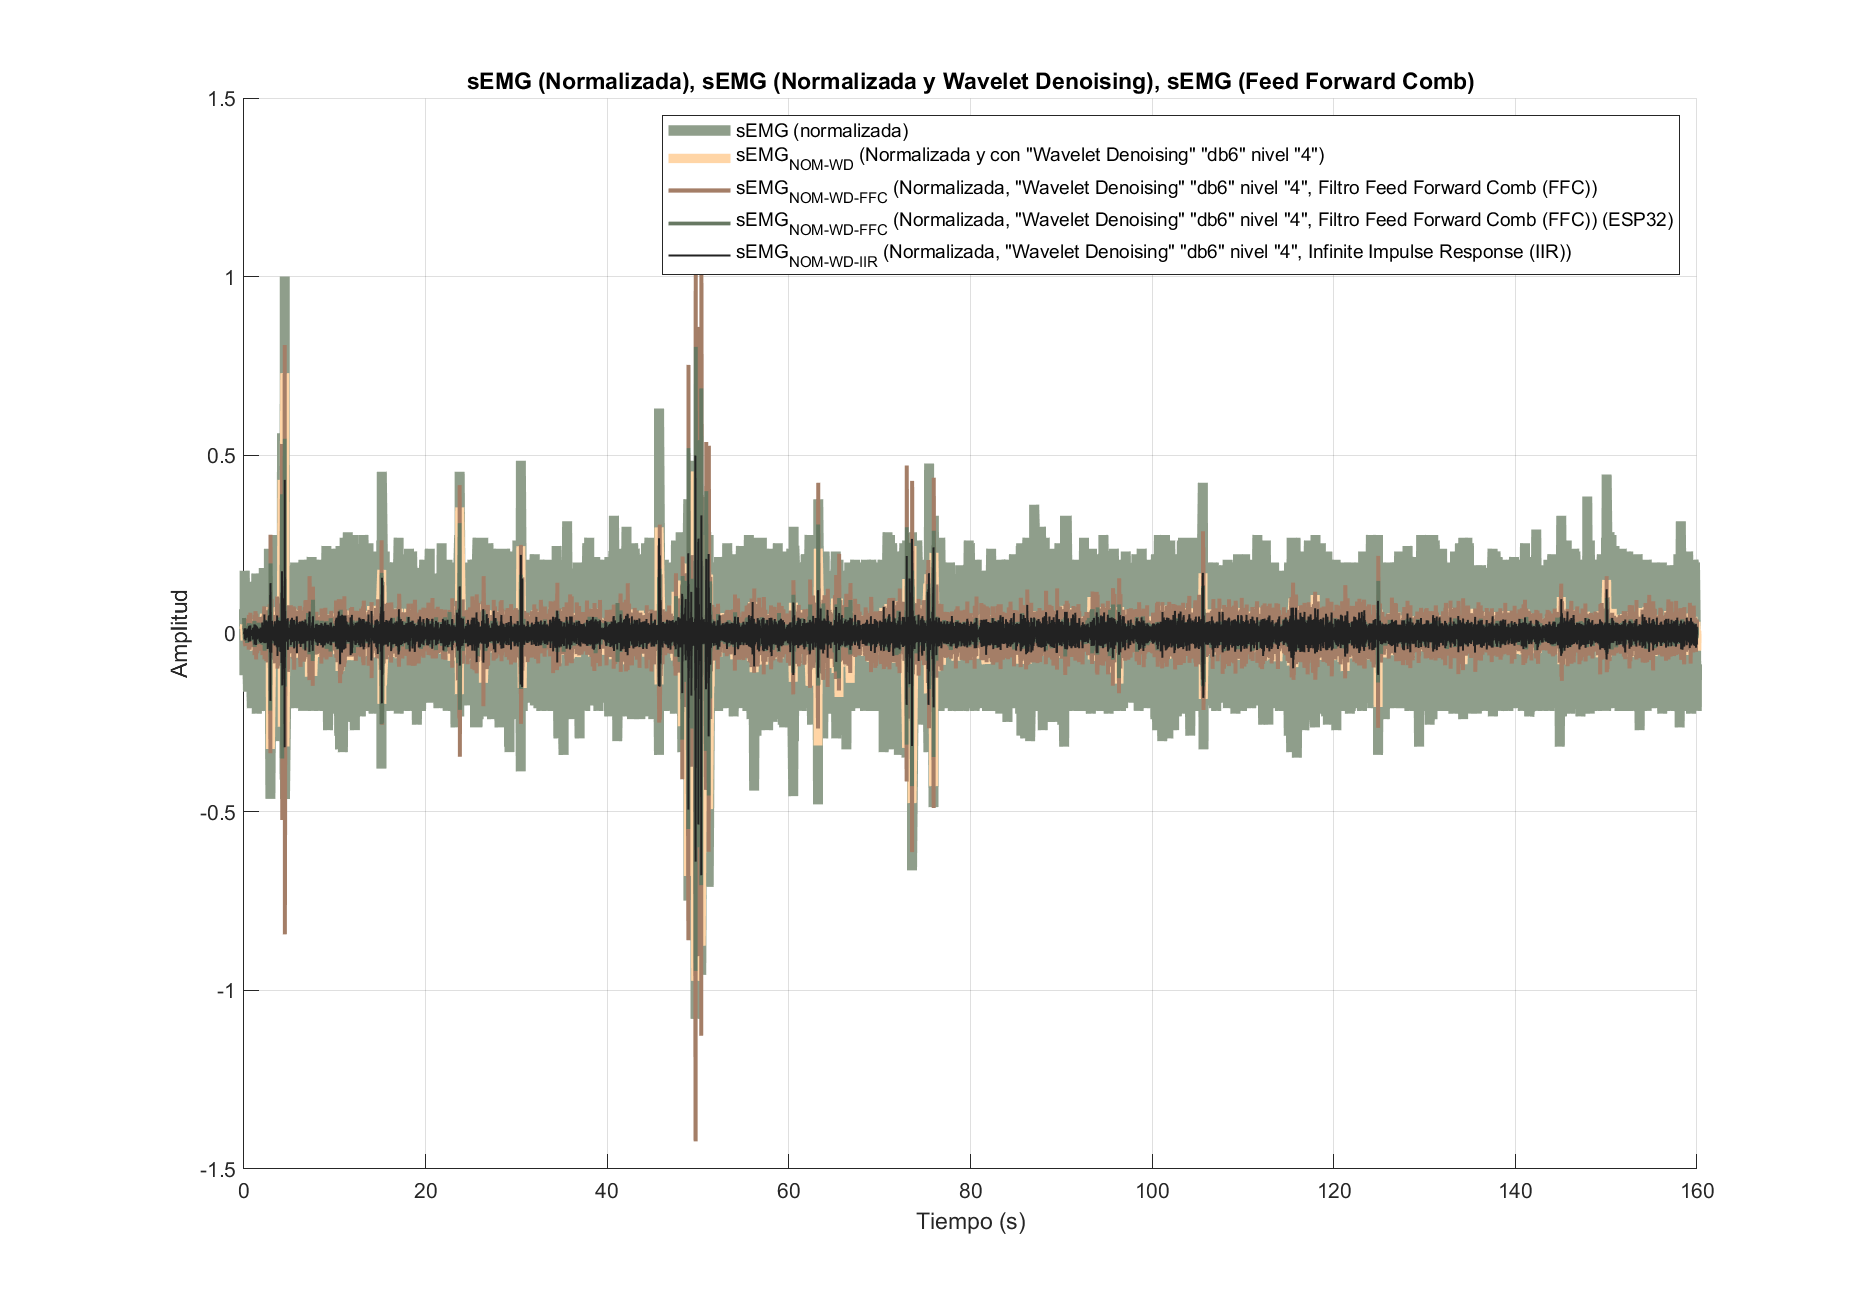 sEMG (Normalizada), sEMG (Normalizada y Wavelet Denoising), sEMG (Feed Forward Comb)
sEMG (normalizada)
sEMG_NOM-WD (Normalizada y con "Wavelet Denoising" "db6" nivel "4")
sEMG_NOM-WD-FFC (Normalizada, "Wavelet Denoising" "db6" nivel "4", Filtro Feed Forward Comb (FFC))
sEMG_NOM-WD-FFC (Normalizada, "Wavelet Denoising" "db6" nivel "4", Filtro Feed Forward Comb (FFC)) (ESP32)
sEMG_NOM-WD-IIR (Normalizada, "Wavelet Denoising" "db6" nivel "4", Infinite Impulse Response (IIR))
1.5
1
0.5
0
-0.5
-1
-1.5
Amplitud
0 20 40 60 80 100 120 140 160
Tiempo (s)